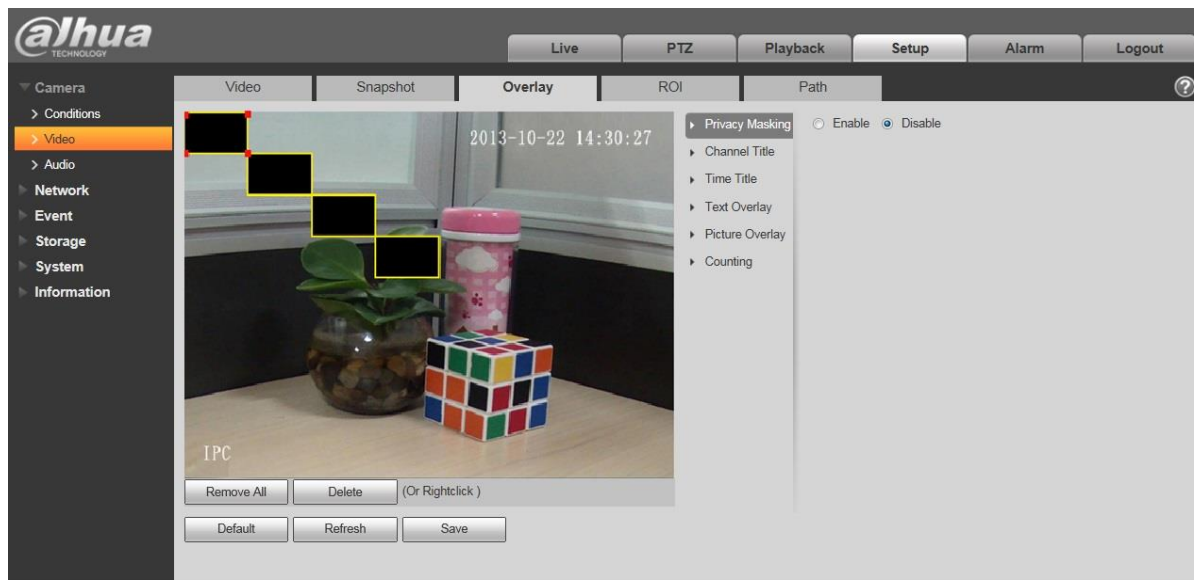 alhua
TECHNOLOGY
Live PTZ Playback Setup Alarm Logout
Camera
Conditions
Video
Audio
Network
Event
Storage
System
Information
Video Snapshot Overlay ROI Path
2013-10-22 14:30:27
IPC
Privacy Masking
Channel Title
Time Title
Text Overlay
Picture Overlay
Counting
Enable Disable
Remove All Delete (Or Rightclick )
Default Refresh Save